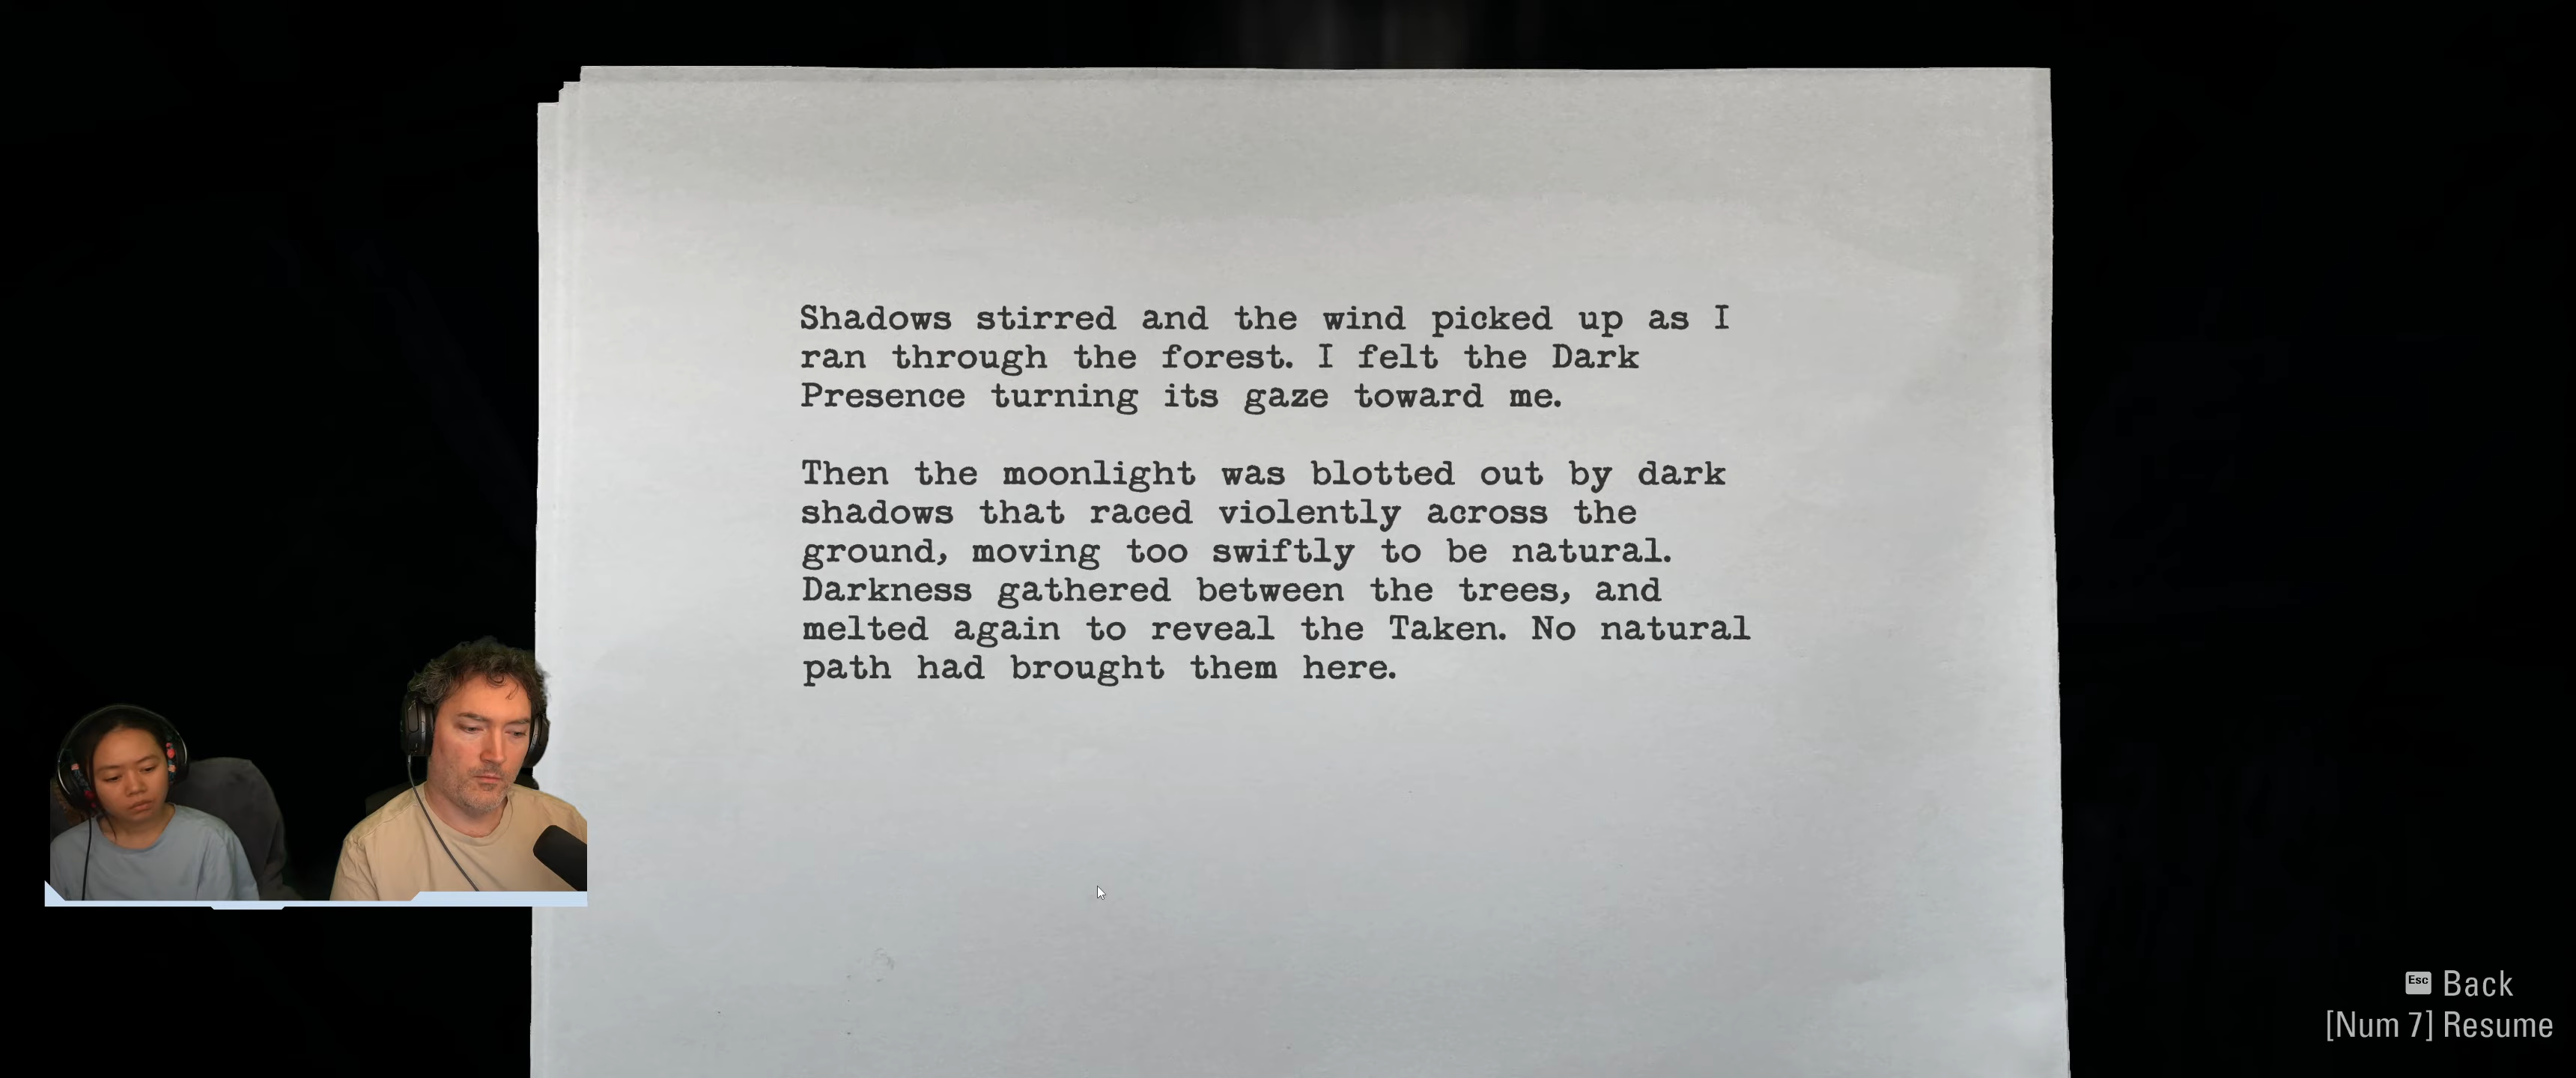 Shadows stirred and the wind picked up as I
ran through the forest. I felt the Dark
Presence turning its gaze toward me.
Then the moonlight was blotted out by dark
shadows that raced violently across the
ground, moving too swiftly to be natural.
Darkness gathered between the trees, and
melted again to reveal the Taken. No natural
path had brought them here.
Esc Back
[Num 7] Resume